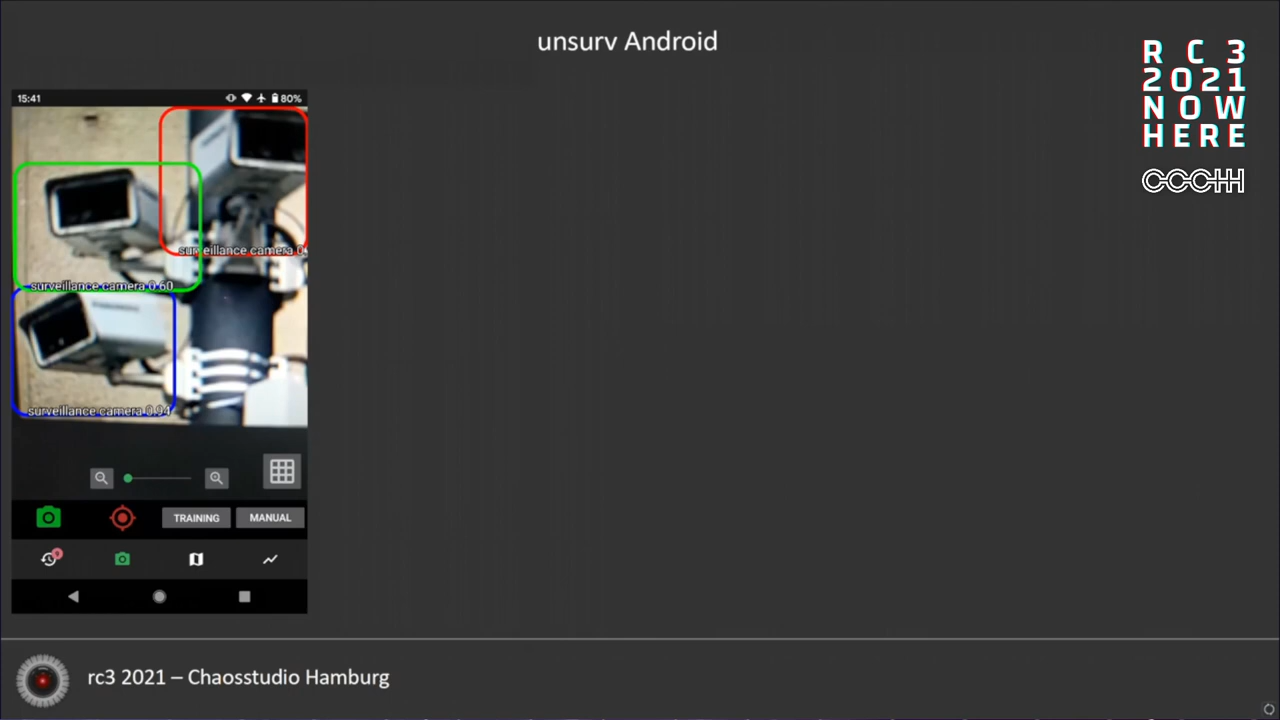 unsurv Android
R C 3
2021
N O W
HERE
CCCHH
15:41
80%
surveillance camera 0
surveillance camera 0.60
surveillance camera 0.94
TRAINING
MANUAL
rc3 2021 – Chaosstudio Hamburg